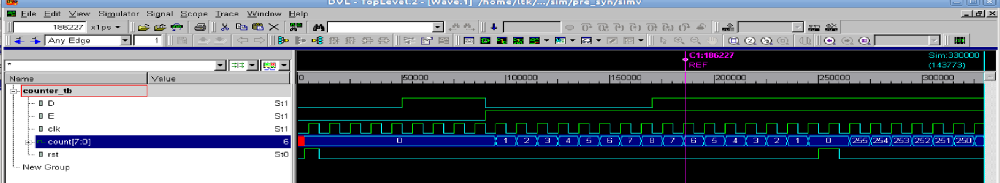 DVE - TopLevel.2 - [Wave.1] /home/ltk/.../sim/pre_syn/simv
File Edit View Simulator Signal Scope Trace Window Help
186227 x1ps
Any Edge 1
C1:186227 Sim:330000
REF (143773)
*
Name Value
0 50000 100000 150000 200000 250000 300000
counter_tb
D St1
E St1
clk St1
count[7:0] 6 0 1 2 3 4 5 6 7 8 7 6 5 4 3 2 1 0 255 254 253 252 251 250
rst St0
New Group